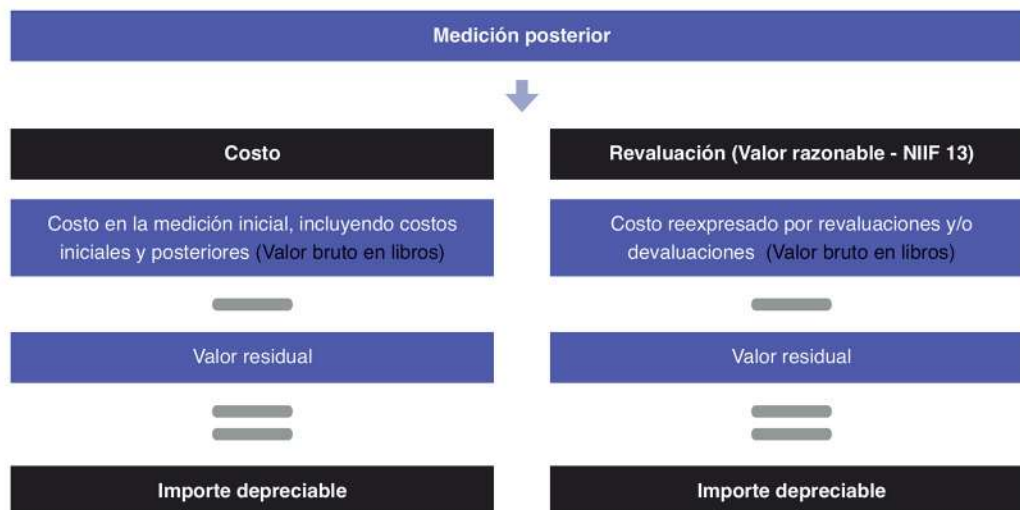 Medición posterior
Costo
Revaluación (Valor razonable - NIIF 13)
Costo en la medición inicial, incluyendo costos
iniciales y posteriores (Valor bruto en libros)
Costo reexpresado por revaluaciones y/o
devaluaciones (Valor bruto en libros)
Valor residual
Valor residual
Importe depreciable
Importe depreciable